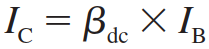 I_C = β_dc × I_B